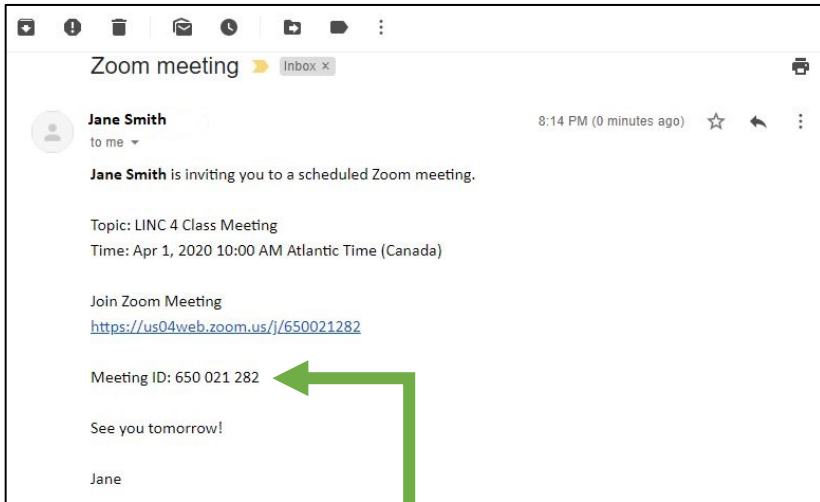 Zoom meeting Inbox ×
Jane Smith 8:14 PM (0 minutes ago)
to me
Jane Smith is inviting you to a scheduled Zoom meeting.
Topic: LINC 4 Class Meeting
Time: Apr 1, 2020 10:00 AM Atlantic Time (Canada)
Join Zoom Meeting
https://us04web.zoom.us/j/650021282
Meeting ID: 650 021 282
See you tomorrow!
Jane